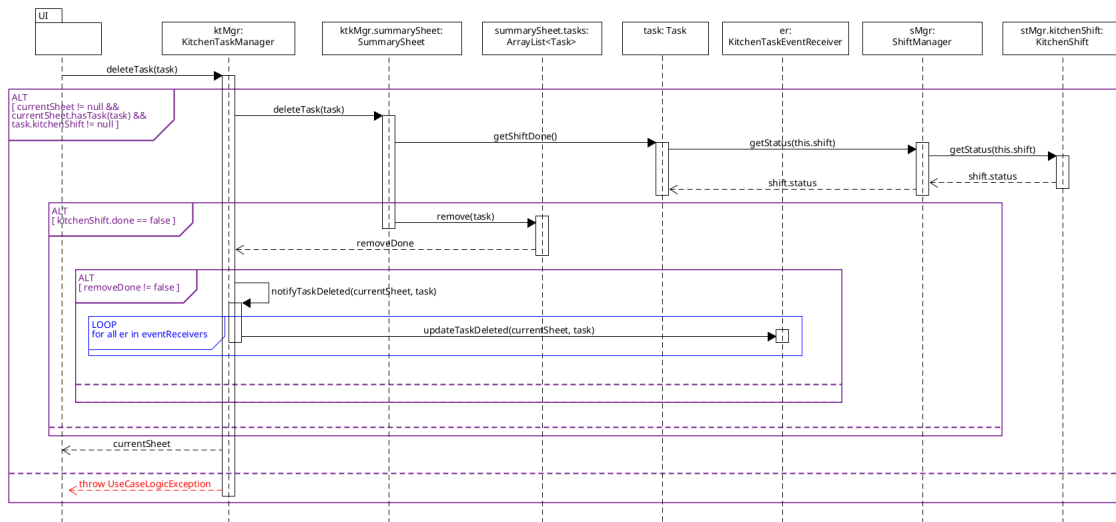 UI
ktMgr:
KitchenTaskManager
ktkMgr.summarySheet:
SummarySheet
summarySheet.tasks:
ArrayList<Task>
task: Task
er:
KitchenTaskEventReceiver
sMgr:
ShiftManager
stMgr.kitchenShift:
KitchenShift
deleteTask(task)
ALT
[ currentSheet != null &&
currentSheet.hasTask(task) &&
task.kitchenShift != null ]
deleteTask(task)
getShiftDone()
getStatus(this.shift)
getStatus(this.shift)
shift.status
shift.status
ALT
[ kitchenShift.done == false ]
remove(task)
removeDone
ALT
[ removeDone != false ]
notifyTaskDeleted(currentSheet, task)
LOOP
for all er in eventReceivers
updateTaskDeleted(currentSheet, task)
currentSheet
throw UseCaseLogicException